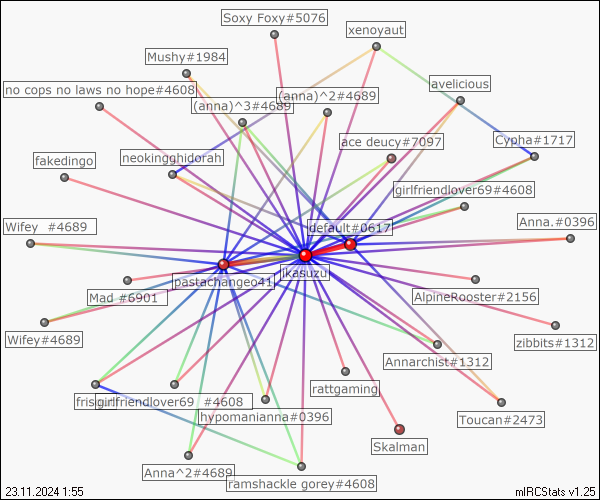 Soxy Foxy#5076
xenoyaut
Mushy#1984
no cops no laws no hope#4608
avelicious
(anna)^2#4689
(anna)^3#4689
ace deucy#7097
Cypha#1717
fakedingo
neokingghidorah
girlfriendlover69#4608
Wifey  #4689
default#0617
Anna.#0396
pastachangeo41
ikasuzu
Mad #6901
AlpineRooster#2156
Wifey#4689
zibbits#1312
Annarchist#1312
rattgaming
girlfriendlover69  #4608
hypomanianna#0396
Toucan#2473
Skalman
Anna^2#4689
ramshackle gorey#4608
23.11.2024 1:55
mIRCStats v1.25